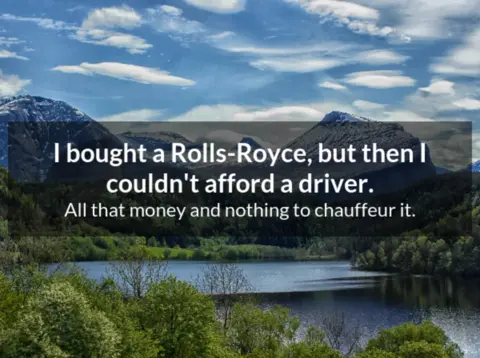 I bought a Rolls-Royce, but then I
couldn't afford a driver.
All that money and nothing to chauffeur it.